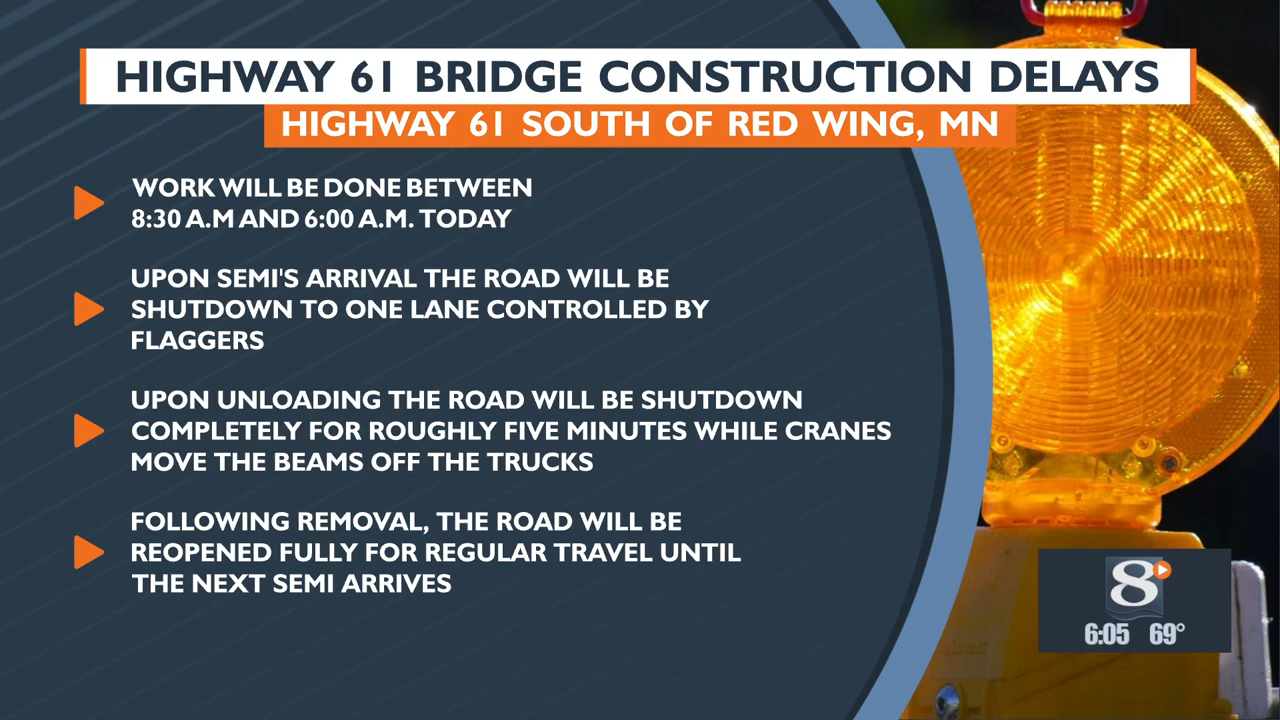 HIGHWAY 61 BRIDGE CONSTRUCTION DELAYS
HIGHWAY 61 SOUTH OF RED WING, MN
WORK WILL BE DONE BETWEEN
8:30 A.M AND 6:00 A.M. TODAY
UPON SEMI'S ARRIVAL THE ROAD WILL BE
SHUTDOWN TO ONE LANE CONTROLLED BY
FLAGGERS
UPON UNLOADING THE ROAD WILL BE SHUTDOWN
COMPLETELY FOR ROUGHLY FIVE MINUTES WHILE CRANES
MOVE THE BEAMS OFF THE TRUCKS
FOLLOWING REMOVAL, THE ROAD WILL BE
REOPENED FULLY FOR REGULAR TRAVEL UNTIL
THE NEXT SEMI ARRIVES
8
6:05 69°